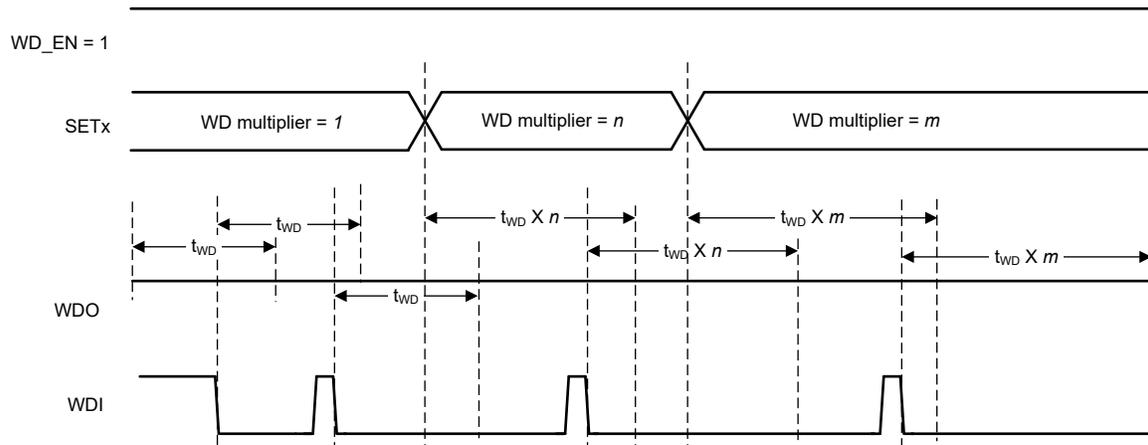 WD_EN = 1
SETx
WD multiplier = 1
WD multiplier = n
WD multiplier = m
tWD
tWD X n
tWD X m
tWD
tWD X n
tWD X m
WDO
tWD
WDI